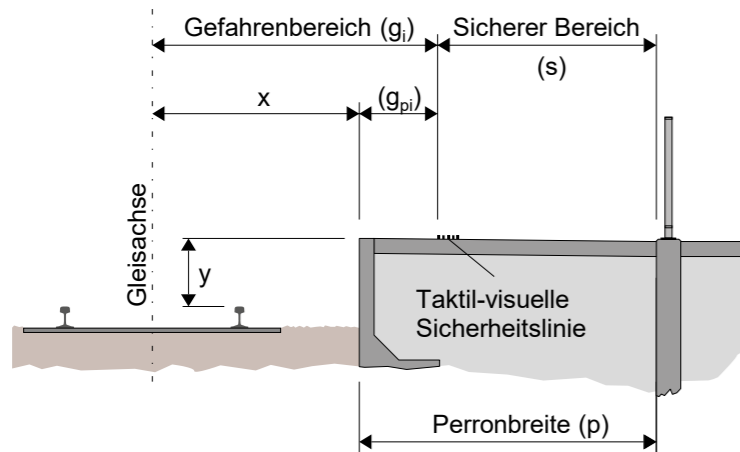 Gefahrenbereich (gi)
Sicherer Bereich
(s)
x
(gpi)
Gleisachse
y
Taktil-visuelle
Sicherheitslinie
Perronbreite (p)